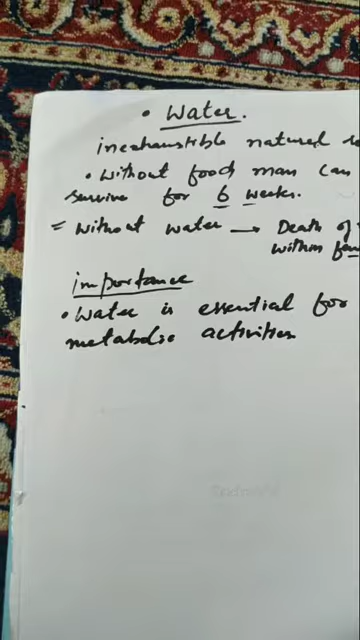 • Water.
inexhaustible natural
• Without food man can
survive for 6 weeks.
= Without water → Death of
within
importance
• Water is essential for
metabolic activities